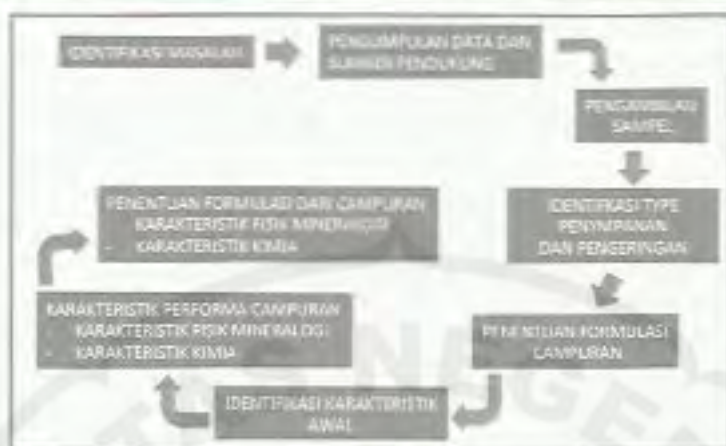 IDENTIFIKASI MASALAH
PENGUMPULAN DATA DAN
SUMBER PENDUKUNG
PENGAMBILAN
SAMPEL
IDENTIFKASI TYPE
PENYIMPANAN
DAN PENGERINGAN
PENENTUAN FORMULASI
CAMPURAN
IDENTIFIKASI KARAKTERISTIK
AWAL
KARAKTERISTIK PERFORMA CAMPURAN
KARAKTERISTIK FISIK MINERALOGI
- KARAKTERISTIK KIMIA
PENENTUAN FORMULASI DARI CAMPURAN
KARAKTERISTIK FISIK MINERALOGI
- KARAKTERISTIK KIMIA